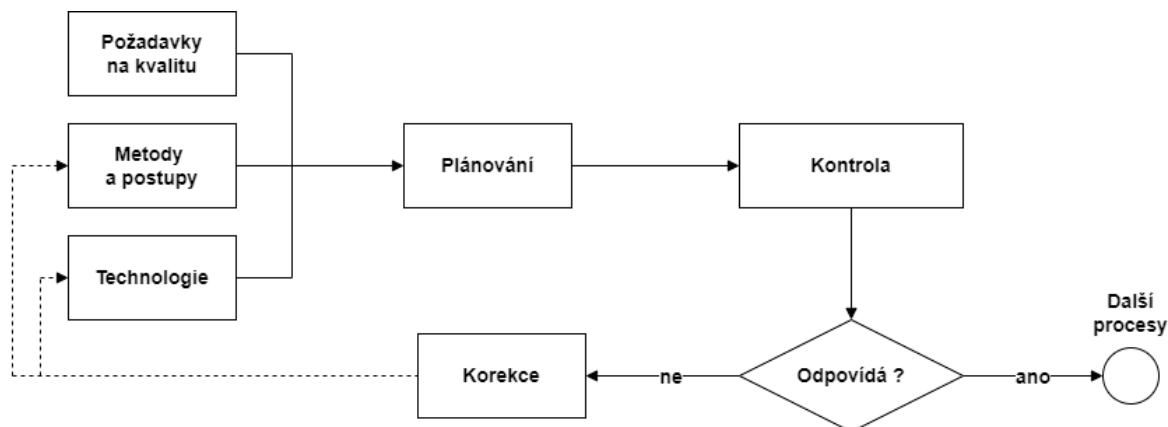 Požadavky
na kvalitu
Metody
a postupy
Plánování
Kontrola
Technologie
Další
procesy
Korekce
ne
Odpovídá ?
ano